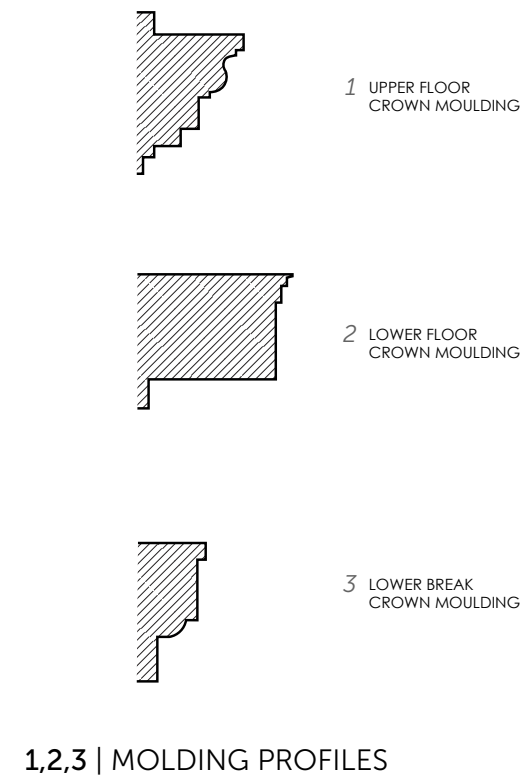 1 UPPER FLOOR
CROWN MOULDING
2 LOWER FLOOR
CROWN MOULDING
3 LOWER BREAK
CROWN MOULDING
1,2,3 | MOLDING PROFILES